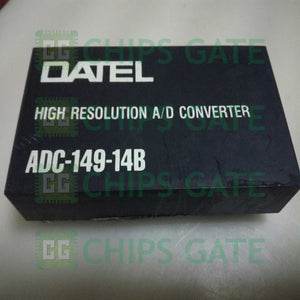 CHIPS GATE
DATEL
HIGH RESOLUTION A/D CONVERTER
CHIPS GATE
ADC-149-14B
CHIPS GATE